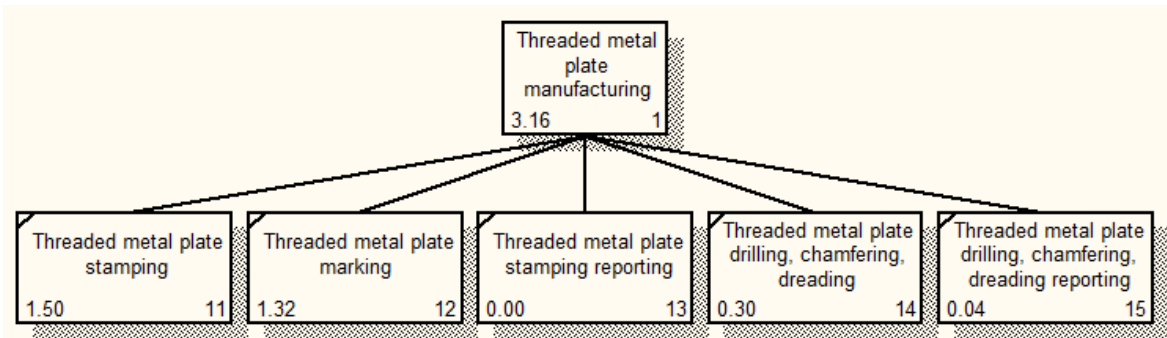 Threaded metal
plate
manufacturing
3.16 1
Threaded metal plate
stamping
1.50 11
Threaded metal plate
marking
1.32 12
Threaded metal plate
stamping reporting
0.00 13
Threaded metal plate
drilling, chamfering,
dreading
0.30 14
Threaded metal plate
drilling, chamfering,
dreading reporting
0.04 15